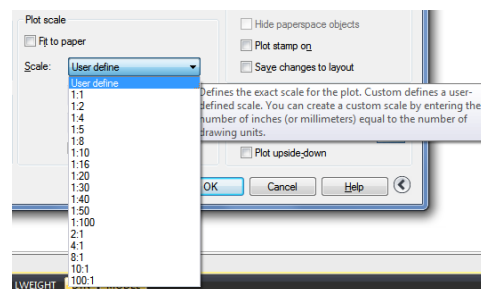 Plot scale
Fit to paper
Hide paperspace objects
Plot stamp on
Scale: User define
Save changes to layout
User define
1:1
1:2
1:4
1:5
1:8
1:10
1:16
1:20
1:30
1:40
1:50
1:100
2:1
4:1
8:1
10:1
100:1
Defines the exact scale for the plot. Custom defines a user-
defined scale. You can create a custom scale by entering the
number of inches (or millimeters) equal to the number of
drawing units.
Plot upside-down
OK Cancel Help
LWEIGHT